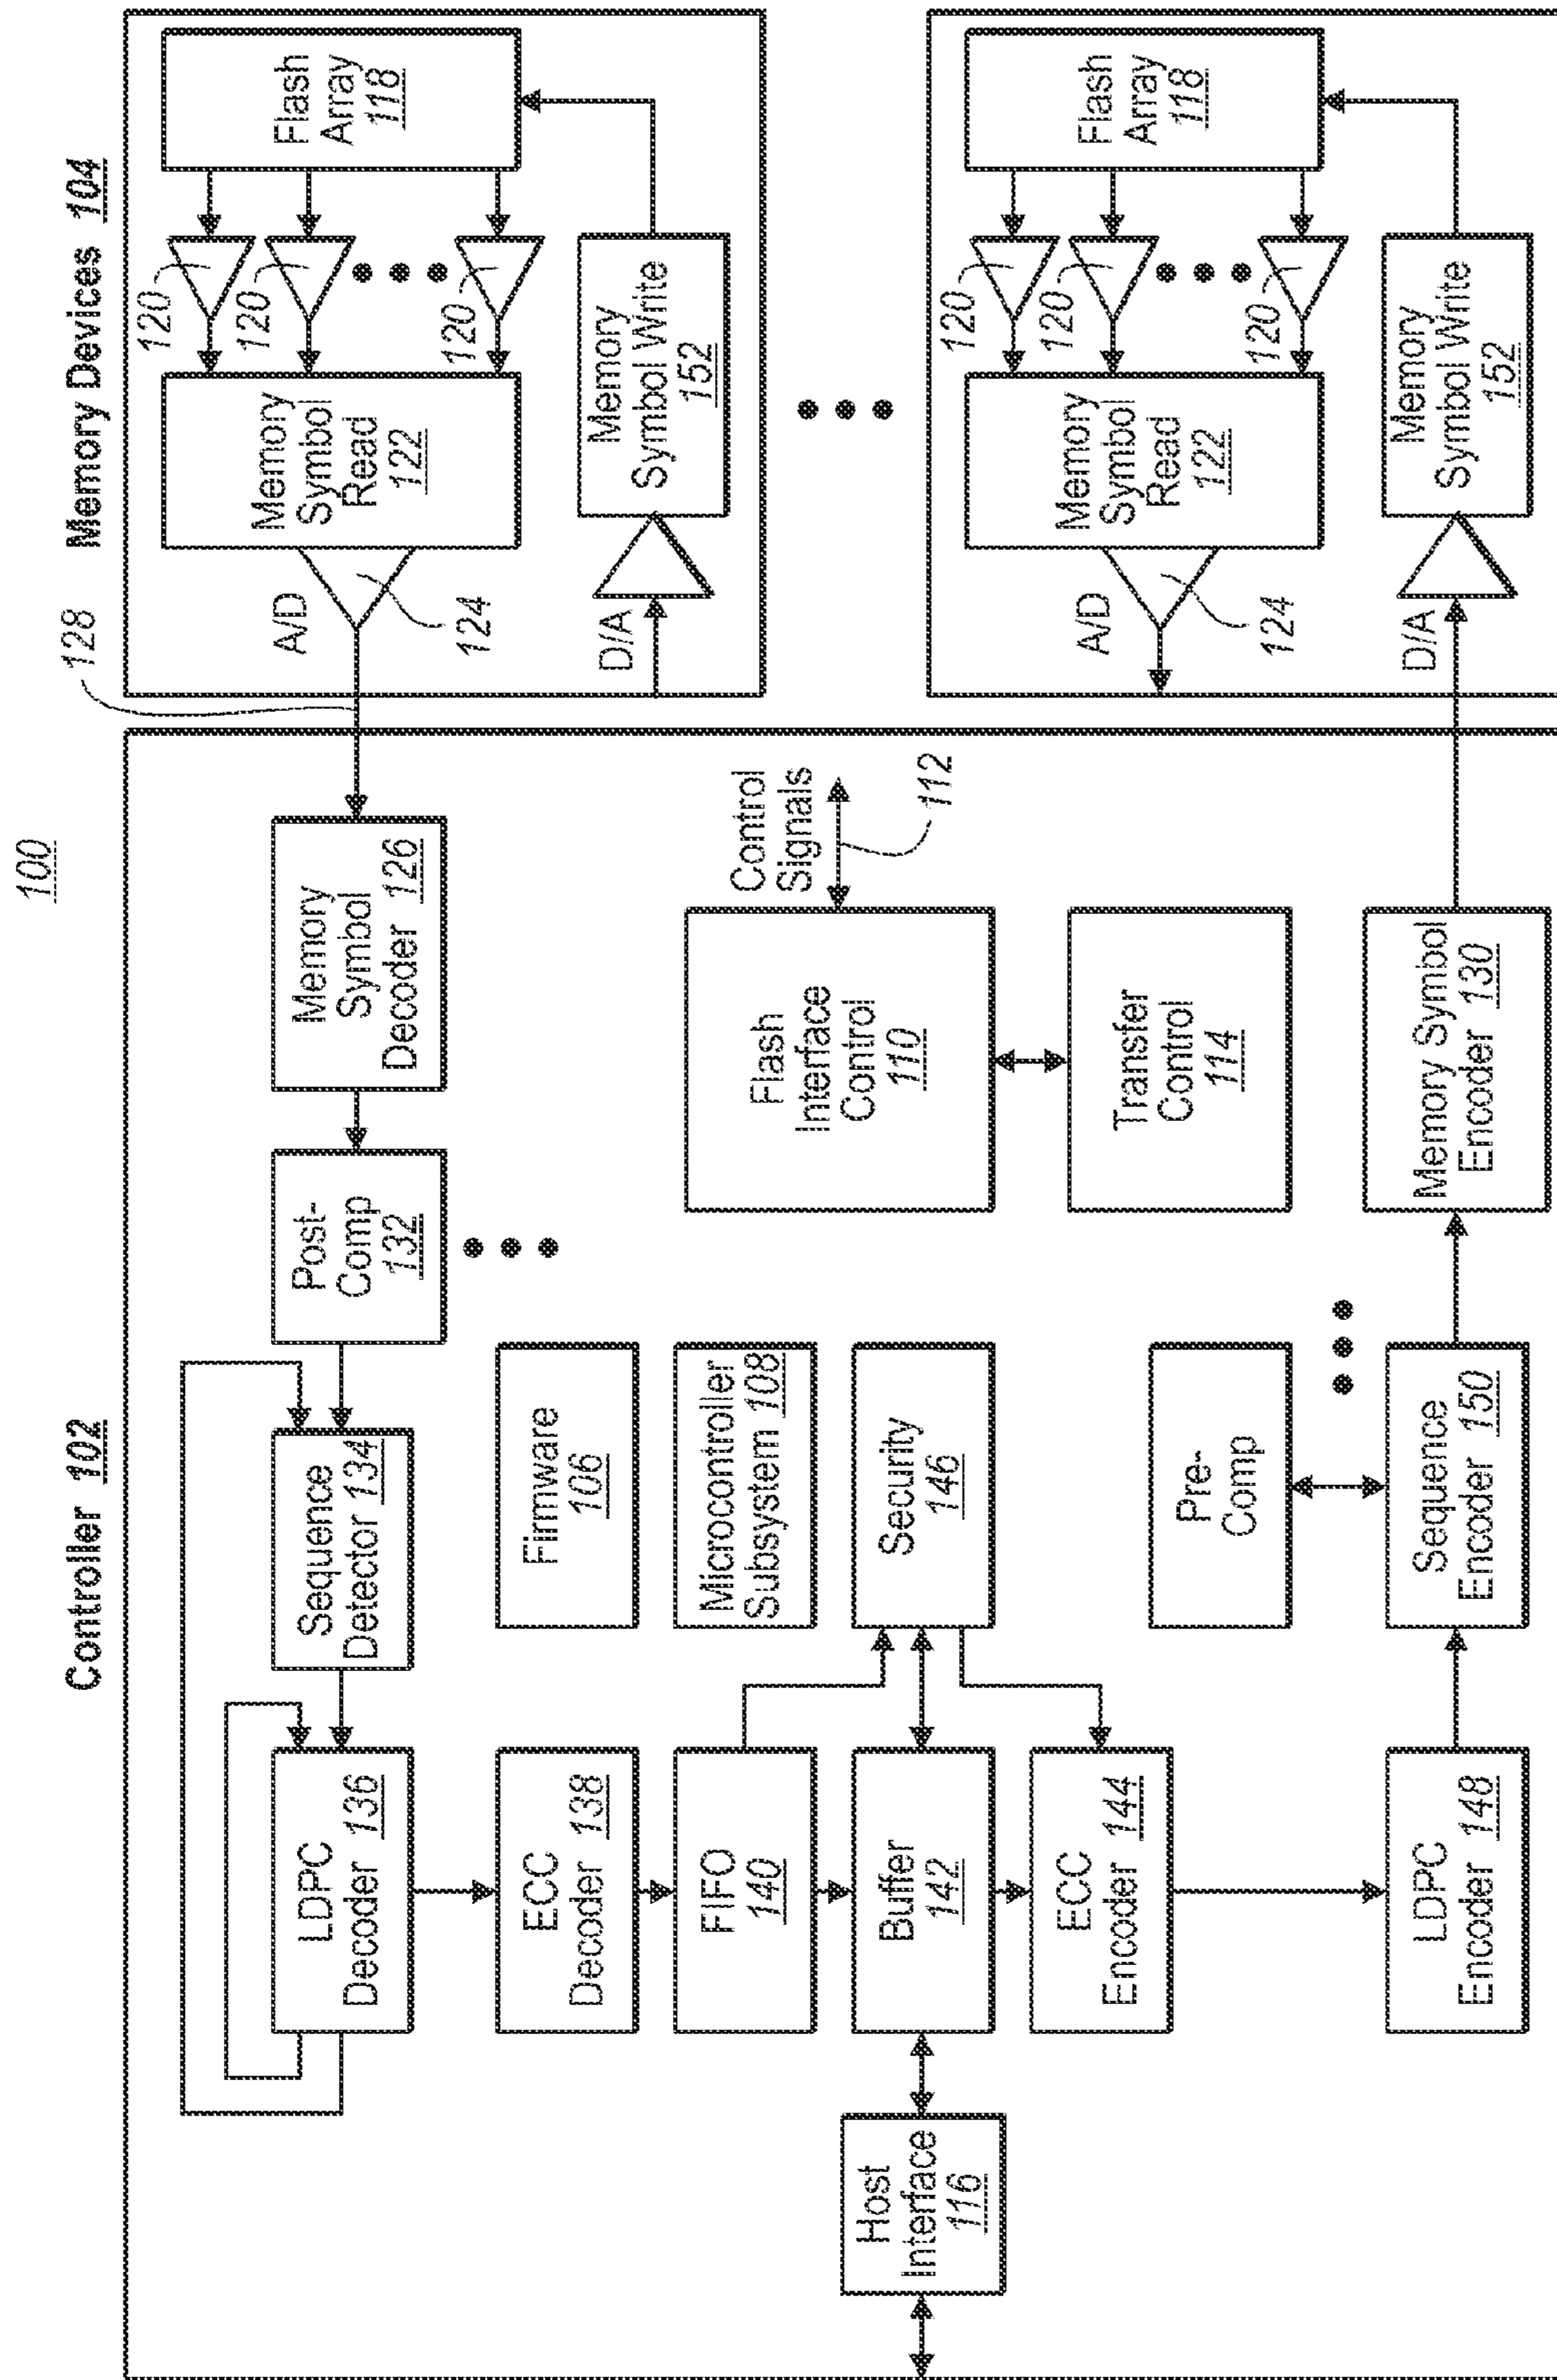 100
Controller 102
128
Memory Devices 104
LDPC
Decoder 136
Sequence
Detector 134
Post-
Comp
132
Memory
Symbol
Decoder 126
A/D
124
Memory
Symbol
Read
122
120
120
120
Flash
Array
118
ECC
Decoder 138
Firmware
106
FIFO
140
Microcontroller
Subsystem 108
Control
Signals
112
D/A
Memory
Symbol Write
152
Host
Interface
116
Buffer
142
Security
146
Flash
Interface
Control
110
ECC
Encoder 144
Transfer
Control
114
A/D
124
Memory
Symbol
Read
122
120
120
120
Flash
Array
118
Pre-
Comp
LDPC
Encoder 148
Sequence
Encoder 150
Memory Symbol
Encoder 130
D/A
Memory
Symbol Write
152